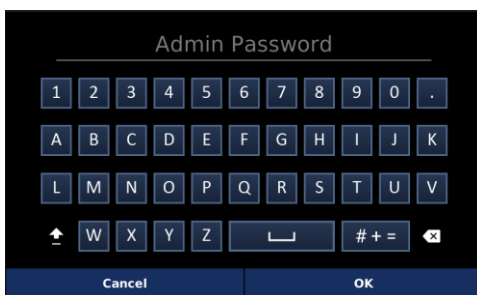 Admin Password
1 2 3 4 5 6 7 8 9 0 .
A B C D E F G H I J K
L M N O P Q R S T U V
W X Y Z # + =
Cancel OK